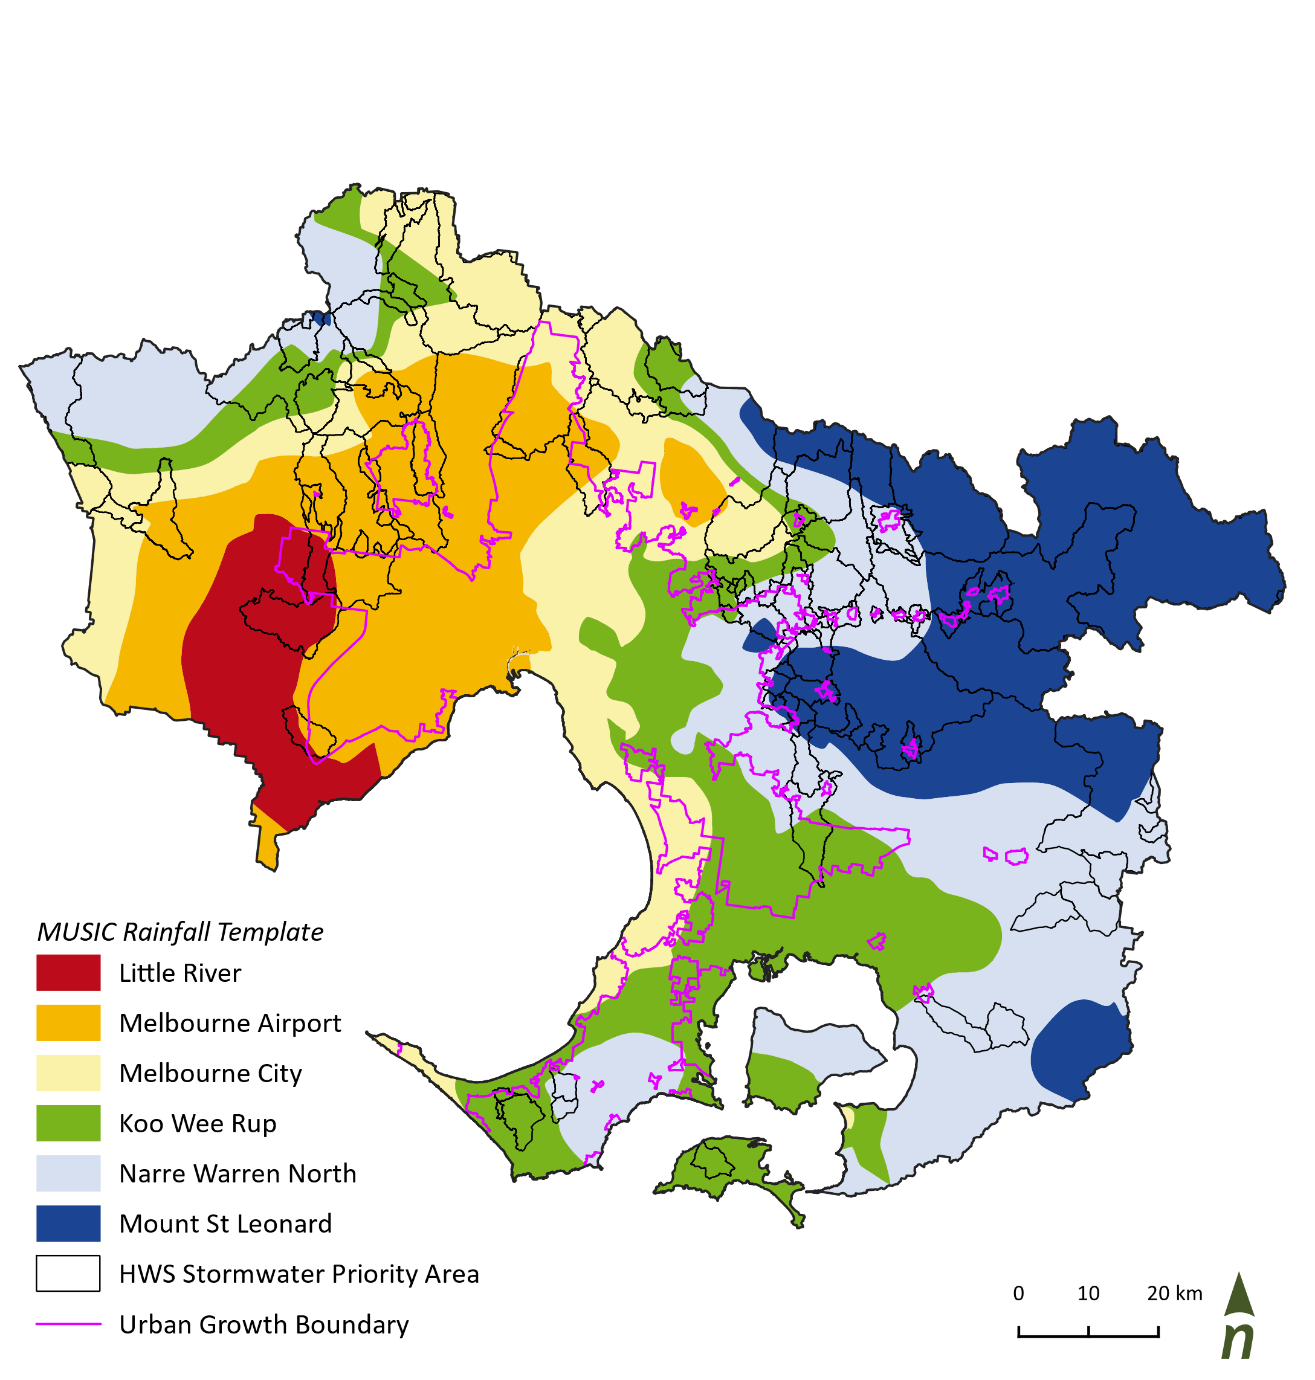 MUSIC Rainfall Template
Little River
Melbourne Airport
Melbourne City
Koo Wee Rup
Narre Warren North
Mount St Leonard
HWS Stormwater Priority Area
Urban Growth Boundary
0 10 20 km
n